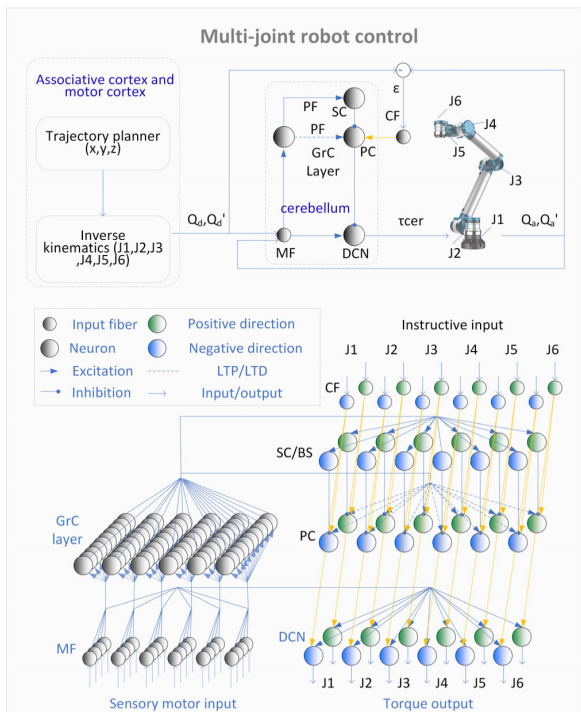 Multi-joint robot control
Associative cortex and
motor cortex
Trajectory planner
(x,y,z)
Inverse
kinematics (J1,J2,J3
,J4,J5,J6)
Qd,Qd'
PF
SC
PF
GrC
Layer
PC
CF
ε
-
cerebellum
MF
DCN
τcer
J6
J5
J4
J3
J1
J2
Qa,Qa'
Input fiber
Positive direction
Neuron
Negative direction
Excitation
LTP/LTD
Inhibition
Input/output
Instructive input
J1
J2
J3
J4
J5
J6
CF
SC/BS
GrC
layer
PC
MF
DCN
J1
J2
J3
J4
J5
J6
Sensory motor input
Torque output